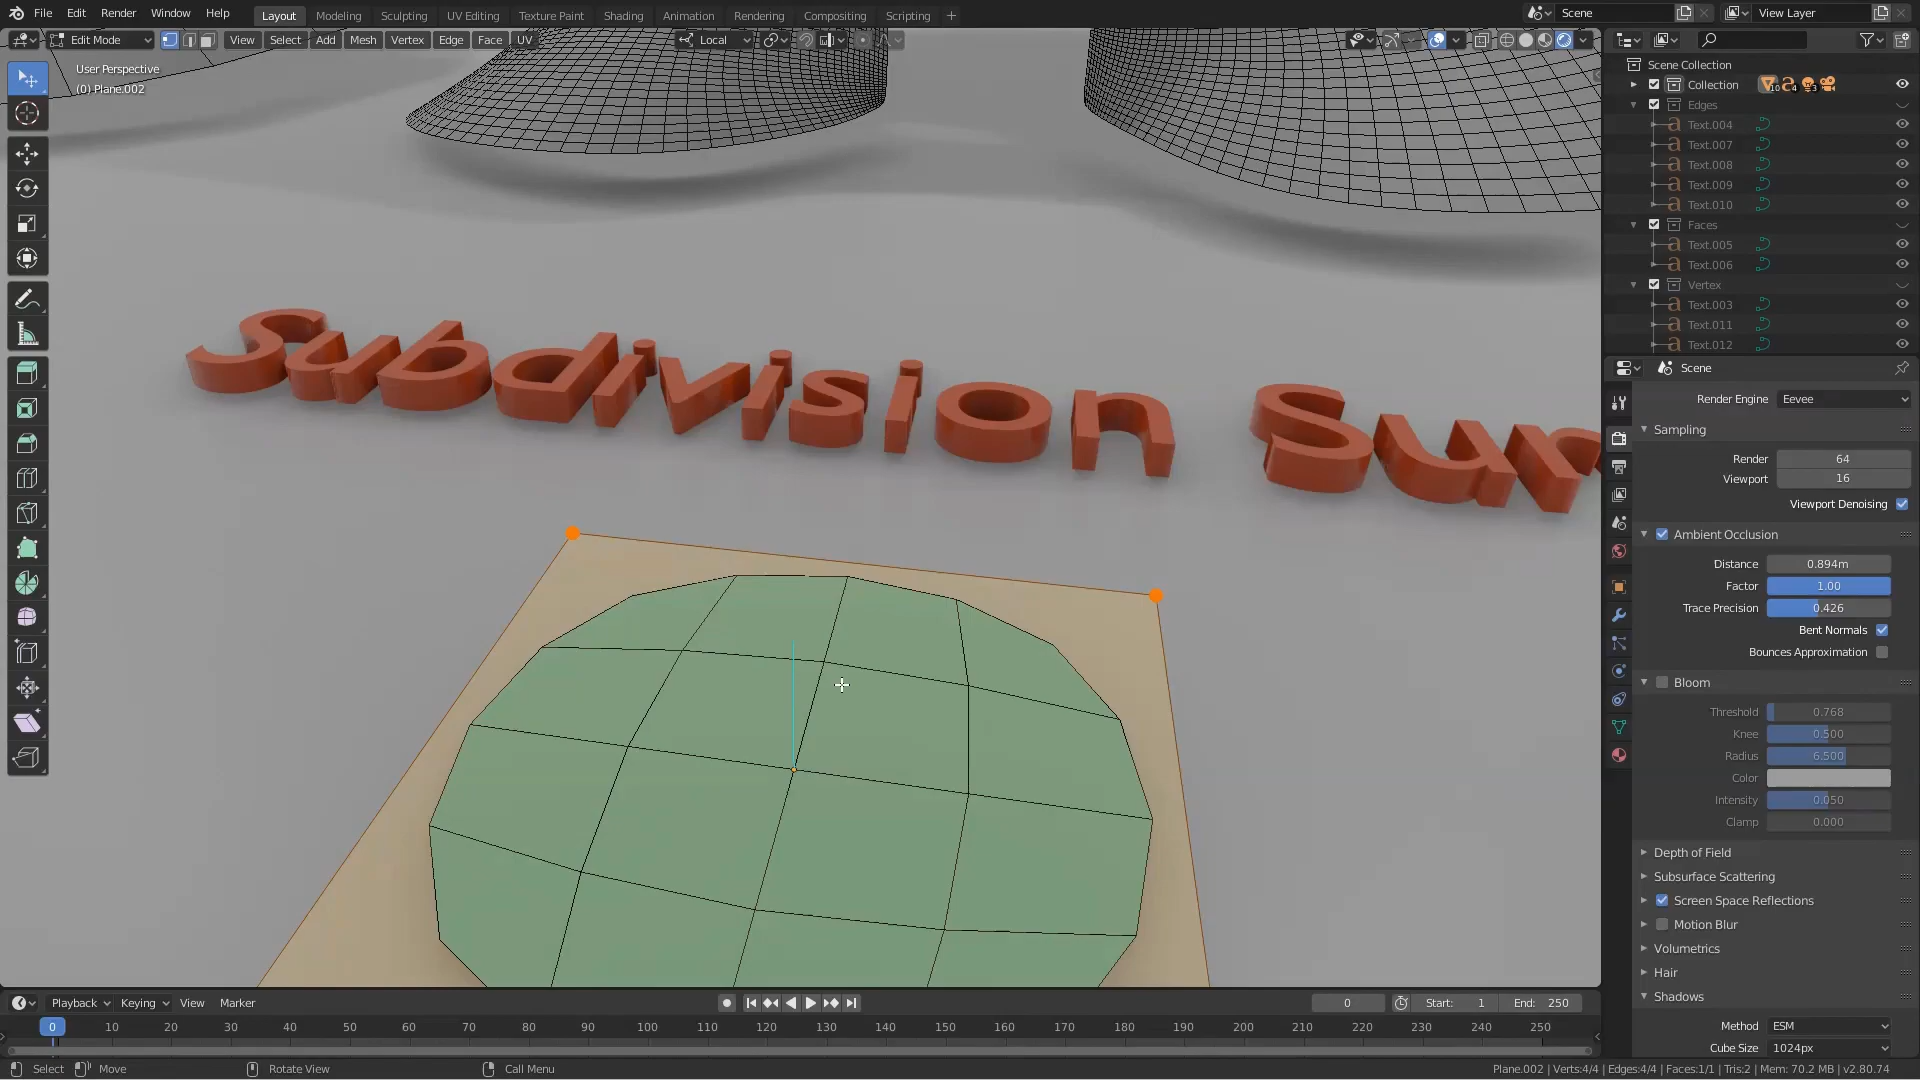 File Edit Render Window Help Layout Modeling Sculpting UV Editing Texture Paint Shading Animation Rendering Compositing Scripting + Scene View Layer
Edit Mode View Select Add Mesh Vertex Edge Face UV Local
User Perspective
(0) Plane.002
Subdivision Sur
Scene Collection
Collection 10 4 3
Edges
Text.004
Text.007
Text.008
Text.009
Text.010
Faces
Text.005
Text.006
Vertex
Text.003
Text.011
Text.012
Scene
Render Engine Eevee
Sampling
Render 64
Viewport 16
Viewport Denoising
Ambient Occlusion
Distance 0.894m
Factor 1.00
Trace Precision 0.426
Bent Normals
Bounces Approximation
Bloom
Threshold 0.768
Knee 0.500
Radius 6.500
Color
Intensity 0.050
Clamp 0.000
Depth of Field
Subsurface Scattering
Screen Space Reflections
Motion Blur
Volumetrics
Hair
Shadows
Method ESM
Cube Size 1024px
Playback Keying View Marker 0 Start: 1 End: 250
0 10 20 30 40 50 60 70 80 90 100 110 120 130 140 150 160 170 180 190 200 210 220 230 240 250
Select Move Rotate View Call Menu Plane.002 | Verts:4/4 | Edges:4/4 | Faces:1/1 | Tris:2 | Mem: 70.2 MB | v2.80.74